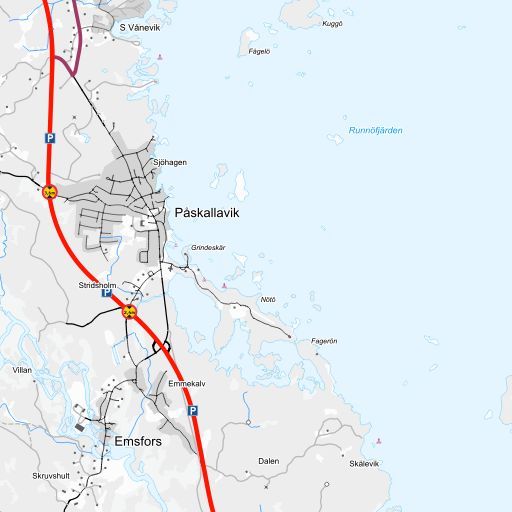 Kuggö
S Vånevik
Fågelö
Runnöfjärden
P
Sjöhagen
Påskallavik
Grindeskär
Stridsholm
P
Nötö
Fagerön
Villan
Emmekalv
P
Emsfors
Dalen
Skälevik
Skruvshult